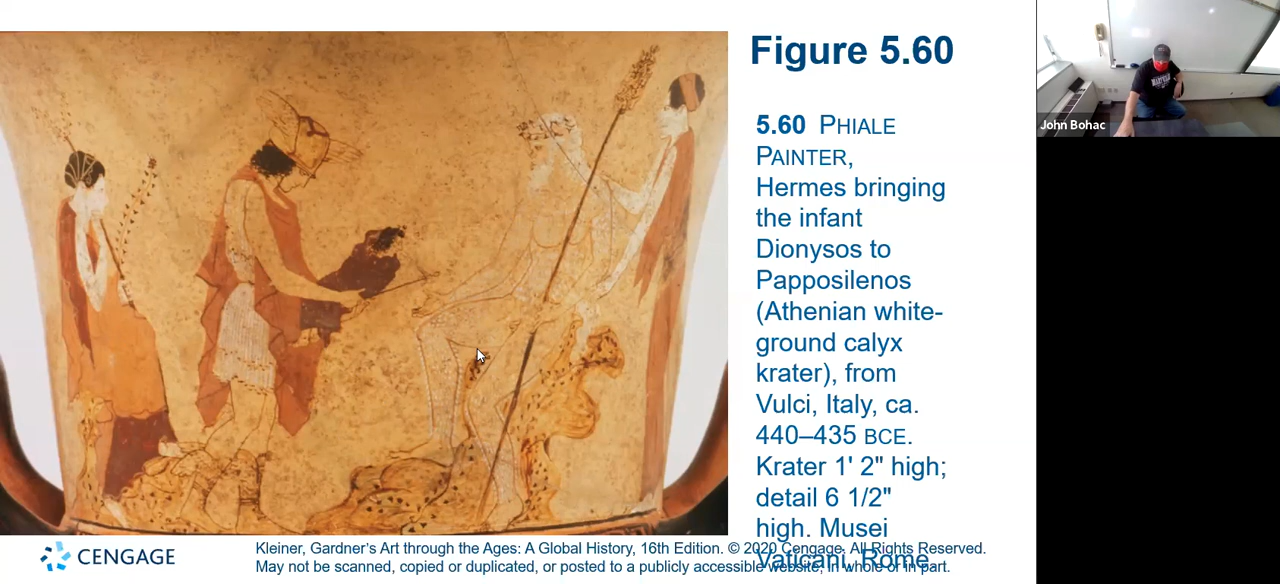 Figure 5.60
5.60 PHIALE
PAINTER,
Hermes bringing
the infant
Dionysos to
Papposilenos
(Athenian white-
ground calyx
krater), from
Vulci, Italy, ca.
440–435 BCE.
Krater 1' 2" high;
detail 6 1/2"
high. Musei
Vaticani, Rome.
CENGAGE
Kleiner, Gardner's Art through the Ages: A Global History, 16th Edition. © 2020 Cengage. All Rights Reserved.
May not be scanned, copied or duplicated, or posted to a publicly accessible website, in whole or in part.
John Bohac